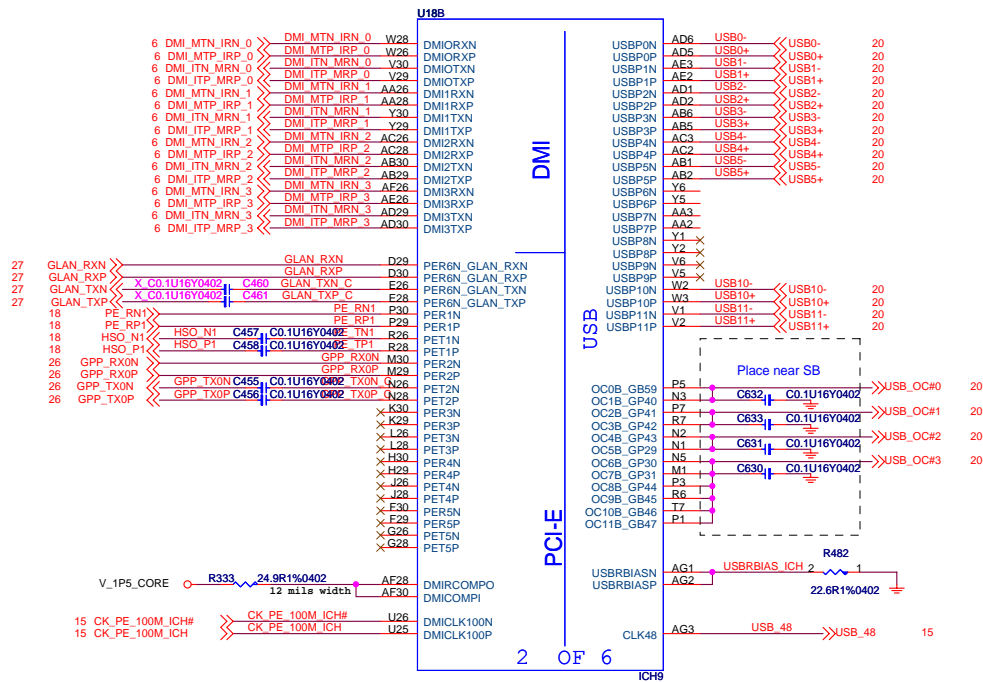 U18B
6 DMI_MTN_IRN_0 DMI_MTN_IRN_0 W28 DMIORXN USBP0N AD6 USB0- USB0- 20
6 DMI_MTP_IRP_0 DMI_MTP_IRP_0 W26 DMIORXP USBP0P AD5 USB0+ USB0+ 20
6 DMI_ITN_MRN_0 DMI_ITN_MRN_0 V30 DMIOTXN USBP1N AE3 USB1- USB1- 20
6 DMI_ITP_MRP_0 DMI_ITP_MRP_0 V29 DMIOTXP USBP1P AE2 USB1+ USB1+ 20
6 DMI_MTN_IRN_1 DMI_MTN_IRN_1 AA26 DMI1RXN USBP2N AD1 USB2- USB2- 20
6 DMI_MTP_IRP_1 DMI_MTP_IRP_1 AA28 DMI1RXP USBP2P AD2 USB2+ USB2+ 20
6 DMI_ITN_MRN_1 DMI_ITN_MRN_1 Y30 DMI1TXN USBP3N AB6 USB3- USB3- 20
6 DMI_ITP_MRP_1 DMI_ITP_MRP_1 Y29 DMI1TXP USBP3P AB5 USB3+ USB3+ 20
6 DMI_MTN_IRN_2 DMI_MTN_IRN_2 AC26 DMI2RXN USBP4N AC3 USB4- USB4- 20
6 DMI_MTP_IRP_2 DMI_MTP_IRP_2 AC28 DMI2RXP USBP4P AC2 USB4+ USB4+ 20
6 DMI_ITN_MRN_2 DMI_ITN_MRN_2 AB30 DMI2TXN USBP5N AB1 USB5- USB5- 20
6 DMI_ITP_MRP_2 DMI_ITP_MRP_2 AB29 DMI2TXP USBP5P AB2 USB5+ USB5+ 20
6 DMI_MTN_IRN_3 DMI_MTN_IRN_3 AF26 DMI3RXN USBP6N Y6
6 DMI_MTP_IRP_3 DMI_MTP_IRP_3 AE26 DMI3RXP USBP6P Y5
6 DMI_ITN_MRN_3 DMI_ITN_MRN_3 AD29 DMI3TXN USBP7N AA3
6 DMI_ITP_MRP_3 DMI_ITP_MRP_3 AD30 DMI3TXP USBP7P AA2
DMI
USBP8N Y1
USBP8P Y2
27 GLAN_RXN GLAN_RXN D29 PER6N_GLAN_RXN USBP9N V6
27 GLAN_RXP GLAN_RXP D30 PER6N_GLAN_RXP USBP9P V5
27 GLAN_TXN X_C0.1U16Y0402 C460 GLAN_TXN_C E26 PER6N_GLAN_TXN USBP10N W2 USB10- USB10- 20
27 GLAN_TXP X_C0.1U16Y0402 C461 GLAN_TXP_C E28 PER6N_GLAN_TXP USBP10P W3 USB10+ USB10+ 20
18 PE_RN1 PE_RN1 P30 PER1N USBP11N V1 USB11- USB11- 20
18 PE_RP1 PE_RP1 P29 PER1P USBP11P V2 USB11+ USB11+ 20
USB
18 HSO_N1 HSO_N1 C457 C0.1U16Y0402 PE_TN1 R26 PET1N
18 HSO_P1 HSO_P1 C458 C0.1U16Y0402 PE_TP1 R28 PET1P
26 GPP_RX0N GPP_RX0N M30 PER2N
26 GPP_RX0P GPP_RX0P M29 PER2P
Place near SB
26 GPP_TX0N GPP_TX0N C455 C0.1U16Y0402 GPP_TX0N_C N26 PET2N OC0B_GB59 P5 USB_OC#0 20
26 GPP_TX0P GPP_TX0P C456 C0.1U16Y0402 GPP_TX0P_C N28 PET2P OC1B_GP40 N3 C632 C0.1U16Y0402
K30 PER3N OC2B_GP41 P7 USB_OC#1 20
K29 PER3P OC3B_GP42 R7 C633 C0.1U16Y0402
L26 PET3N OC4B_GP43 N2 USB_OC#2 20
L28 PET3P OC5B_GP29 N1 C631 C0.1U16Y0402
H30 PER4N OC6B_GP30 N5 USB_OC#3 20
H29 PER4P OC7B_GP31 M1 C630 C0.1U16Y0402
J26 PET4N OC8B_GP44 P3
J28 PET4P OC9B_GB45 R6
F30 PER5N OC10B_GB46 T7
F29 PER5P OC11B_GB47 P1
G26 PET5N
G28 PET5P
PCI-E
R482
V_1P5_CORE R333 24.9R1%0402 AF28 DMIRCOMPO USBRBIASN AG1 USBRBIAS_ICH 2 1
12 mils width AF30 DMICOMPI USBRBIASP AG2 22.6R1%0402
15 CK_PE_100M_ICH# CK_PE_100M_ICH# U26 DMICLK100N
15 CK_PE_100M_ICH CK_PE_100M_ICH U25 DMICLK100P CLK48 AG3 USB_48 USB_48 15
2 OF 6
ICH9